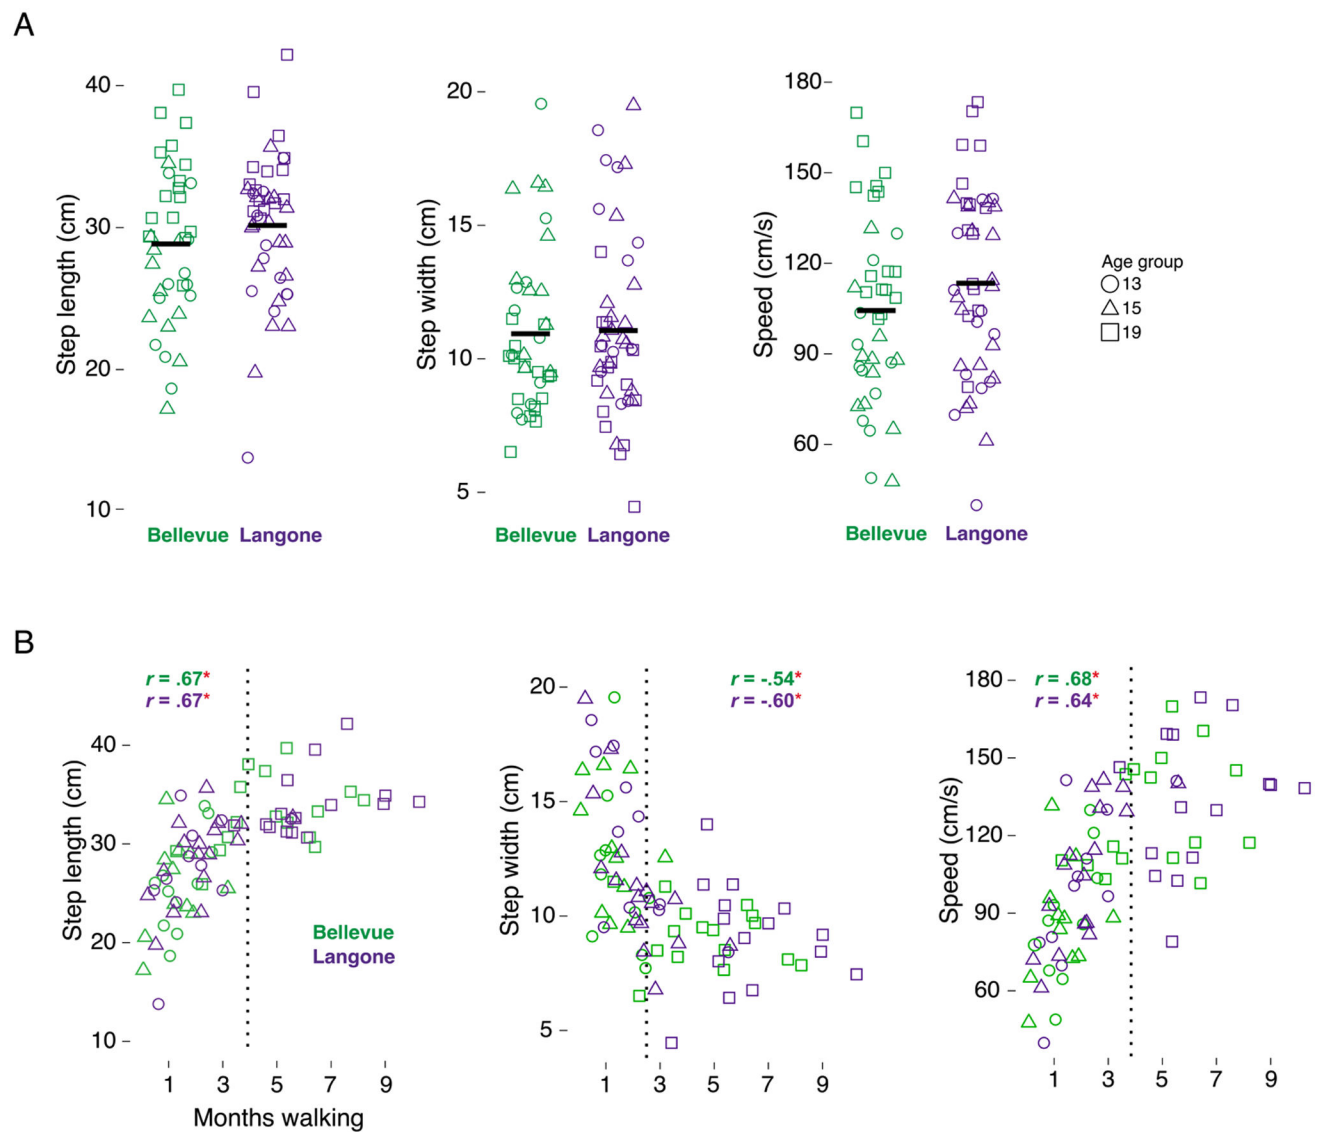 A
Step length (cm)
40
30
20
10
Bellevue Langone
Step width (cm)
20
15
10
5
Bellevue Langone
Speed (cm/s)
180
150
120
90
60
Bellevue Langone
Age group
13
15
19
B
r = .67*
r = .67*
Step length (cm)
40
30
20
10
Bellevue
Langone
1 3 5 7 9
Months walking
r = -.54*
r = -.60*
Step width (cm)
20
15
10
5
1 3 5 7 9
r = .68*
r = .64*
Speed (cm/s)
180
150
120
90
60
1 3 5 7 9